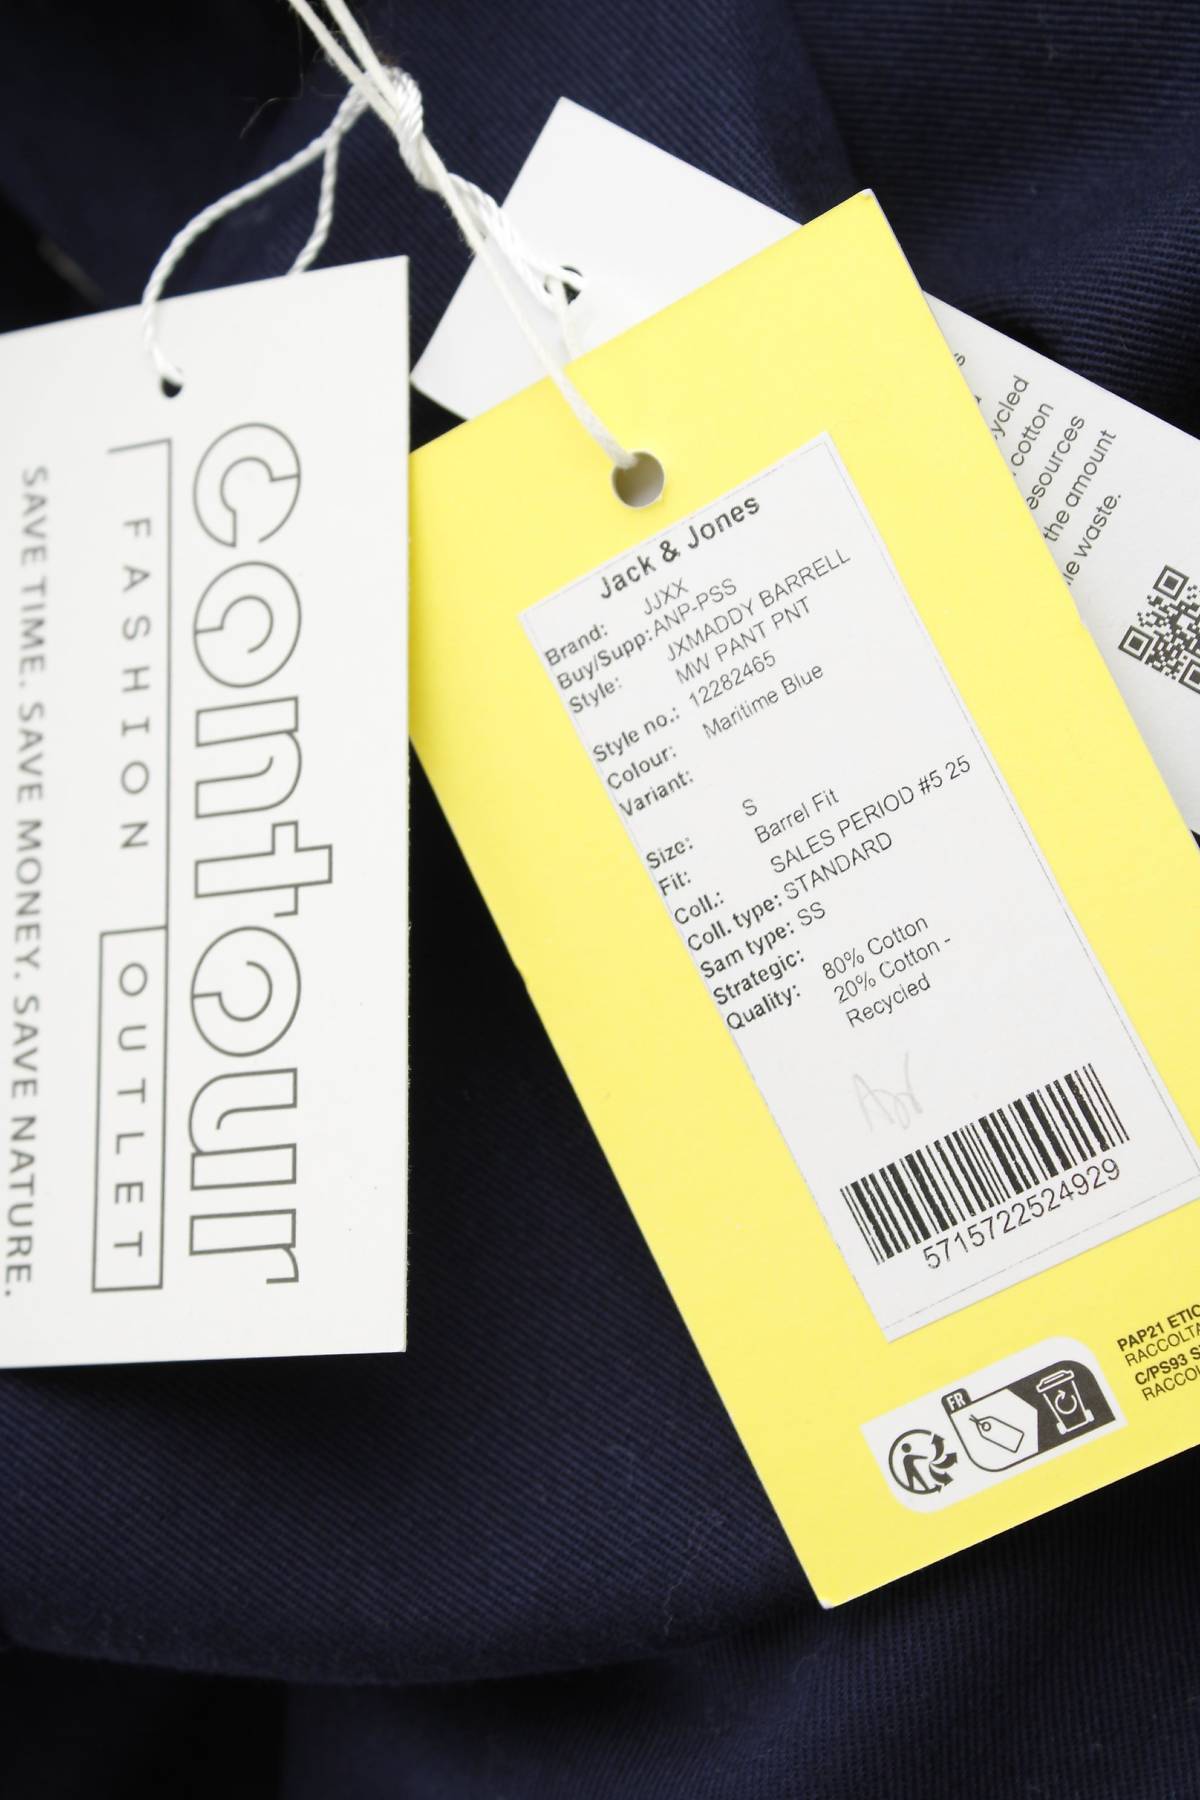 contour
FASHION OUTLET
SAVE TIME. SAVE MONEY. SAVE NATURE.
Jack & Jones
Brand: JJXX
Buy/Supp: ANP-PSS
Style: JXMADDY BARRELL
MW PANT PNT
Style no.: 12282465
Colour: Maritime Blue
Variant:
Size: S
Fit: Barrel Fit
Coll.: SALES PERIOD #5 25
Coll. type: STANDARD
Sam type: SS
Strategic:
Quality: 80% Cotton
20% Cotton -
Recycled
5715722524929
FR
PAP21 ETIC
RACCOLTA
C/PS93 S
RACCOL
ycled
cotton
esources
the amount
le waste.